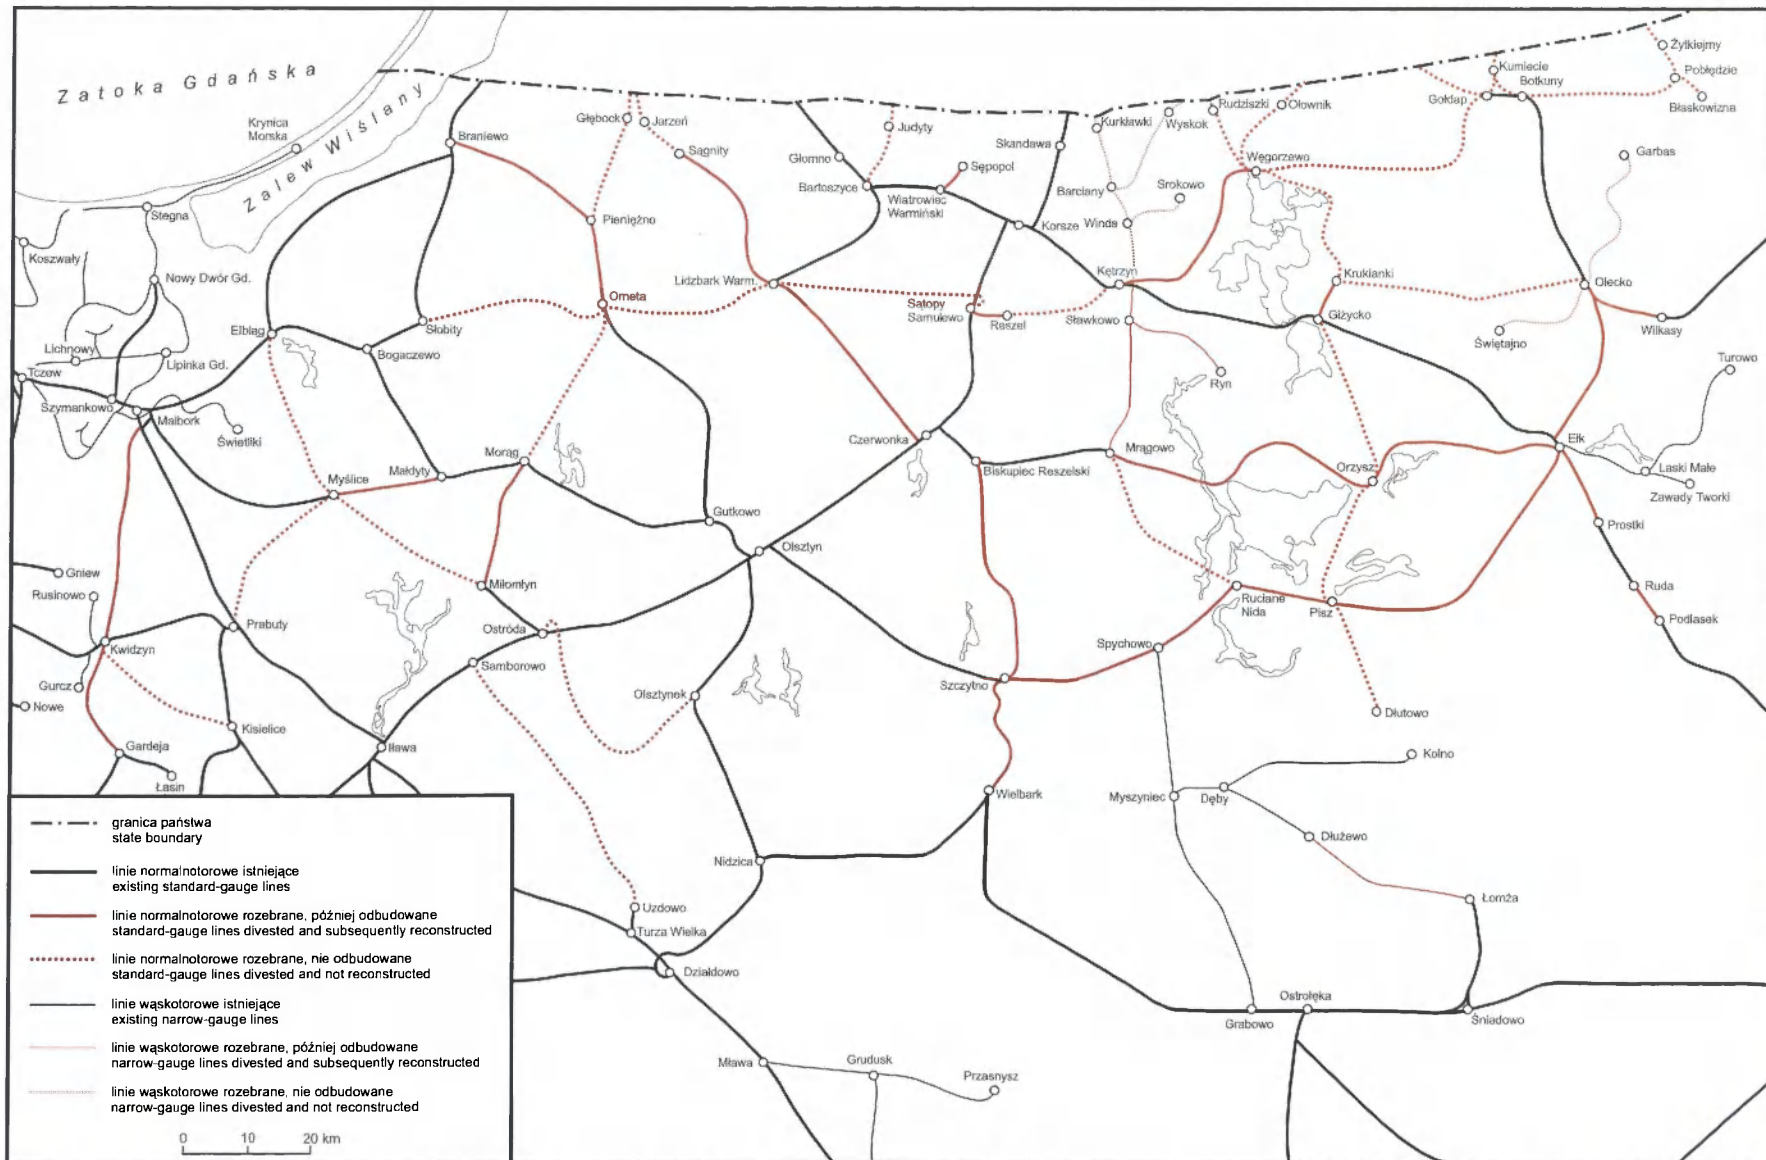 Zatoka Gdańska
Zalew Wiślany
Krynica
Morska
Stegna
Koszwały
Nowy Dwór Gd.
Lichnowy
Lipinka Gd.
Tczew
Szymankowo
Malbork
Świetliki
Elbląg
Bogaczewo
Słobity
Braniewo
Pieniężno
Głębock
Jarzeń
Sągnity
Orneta
Lidzbark Warm.
Głomno
Judyty
Bartoszyce
Sępopol
Wiatrowiec
Warmiński
Skandawa
Korsze
Kurkławki
Wyskok
Rudziszki
Ołownik
Barciany
Srokowo
Winda
Węgorzewo
Kętrzyn
Sątopy
Samulewo
Reszel
Sławkowo
Ryn
Krukianki
Giżycko
Gołdap
Kumiecie
Botkuny
Żytkiejmy
Pobłędzie
Błaskowizna
Garbas
Olecko
Świętajno
Wilkasy
Turowo
Ełk
Laski Małe
Zawady Tworki
Prostki
Ruda
Podlasek
Czerwonka
Biskupiec Reszelski
Mrągowo
Orzysz
Morąg
Małdyty
Myślice
Gutkowo
Olsztyn
Miłomłyn
Ostróda
Samborowo
Olsztynek
Gniew
Rusinowo
Prabuty
Kwidzyn
Gurcz
Nowe
Kisielice
Gardeja
Łasin
Iława
Szczytno
Spychowo
Ruciane
Nida
Pisz
Dłutowo
Kolno
Wielbark
Myszyniec
Dęby
Dłużewo
Łomża
Nidzica
Uzdowo
Turza Wielka
Działdowo
Grabowo
Ostrołęka
Śniadowo
Mława
Grudusk
Przasnysz
granica państwa
state boundary
linie normalnotorowe istniejące
existing standard-gauge lines
linie normalnotorowe rozebrane, później odbudowane
standard-gauge lines divested and subsequently reconstructed
linie normalnotorowe rozebrane, nie odbudowane
standard-gauge lines divested and not reconstructed
linie wąskotorowe istniejące
existing narrow-gauge lines
linie wąskotorowe rozebrane, później odbudowane
narrow-gauge lines divested and subsequently reconstructed
linie wąskotorowe rozebrane, nie odbudowane
narrow-gauge lines divested and not reconstructed
0 10 20 km